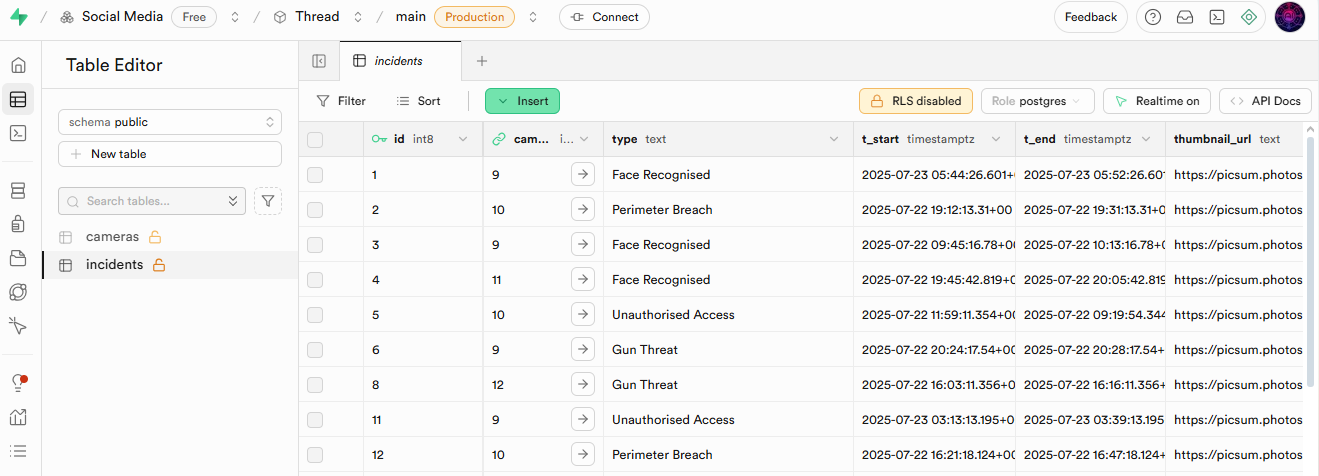 / Social Media Free / Thread / main Production Connect Feedback
Table Editor
incidents
schema public
New table
Search tables...
cameras
incidents
Filter Sort Insert RLS disabled Role postgres Realtime on API Docs
id int8 cam... i... type text t_start timestamptz t_end timestamptz thumbnail_url text
1 9 Face Recognised 2025-07-23 05:44:26.601+ 2025-07-23 05:52:26.601 https://picsum.photos
2 10 Perimeter Breach 2025-07-22 19:12:13.31+00 2025-07-22 19:31:13.31+0 https://picsum.photos
3 9 Face Recognised 2025-07-22 09:45:16.78+00 2025-07-22 10:13:16.78+0 https://picsum.photos
4 11 Face Recognised 2025-07-22 19:45:42.819+0 2025-07-22 20:05:42.819 https://picsum.photos
5 10 Unauthorised Access 2025-07-22 11:59:11.354+00 2025-07-22 09:19:54.344 https://picsum.photos
6 9 Gun Threat 2025-07-22 20:24:17.54+00 2025-07-22 20:28:17.54+ https://picsum.photos
8 12 Gun Threat 2025-07-22 16:03:11.356+0 2025-07-22 16:16:11.356+ https://picsum.photos
11 9 Unauthorised Access 2025-07-23 03:13:13.195+0 2025-07-23 03:39:13.195 https://picsum.photos
12 10 Perimeter Breach 2025-07-22 16:21:18.124+00 2025-07-22 16:47:18.124+ https://picsum.photos